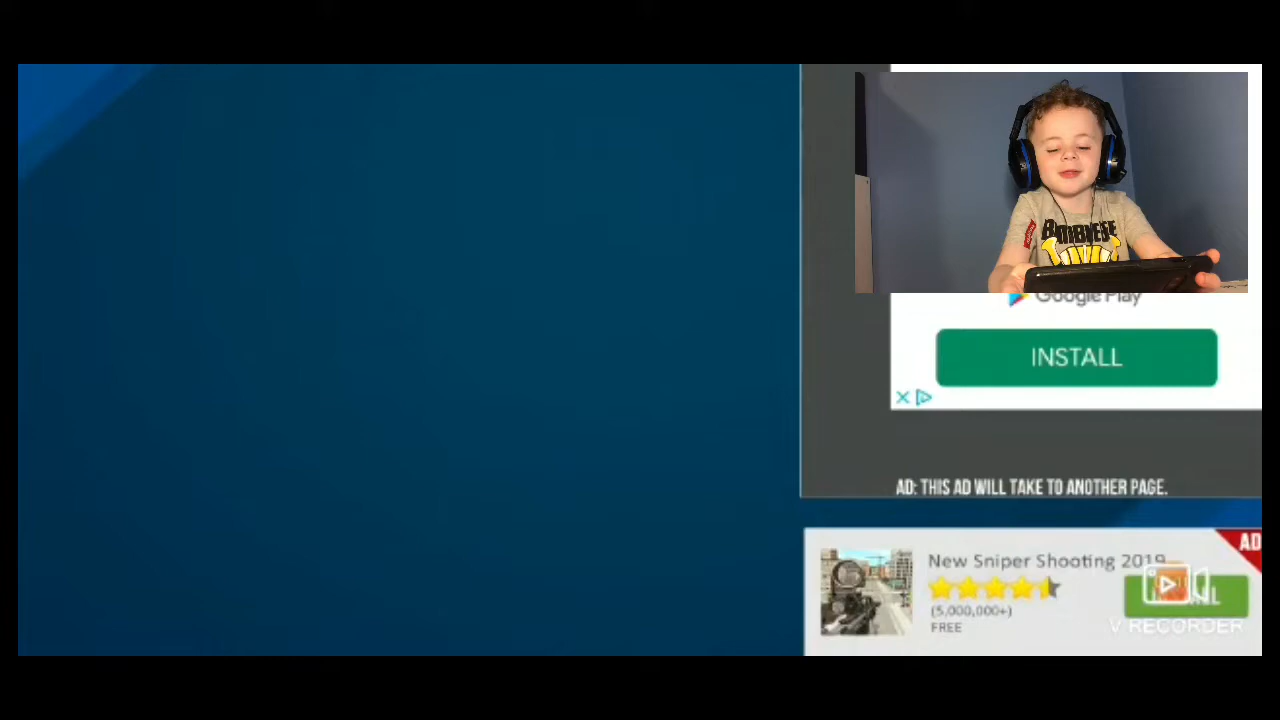 Google Play
INSTALL
AD: THIS AD WILL TAKE TO ANOTHER PAGE.
AD
New Sniper Shooting 2019
(5,000,000+)
FREE
V RECORDER